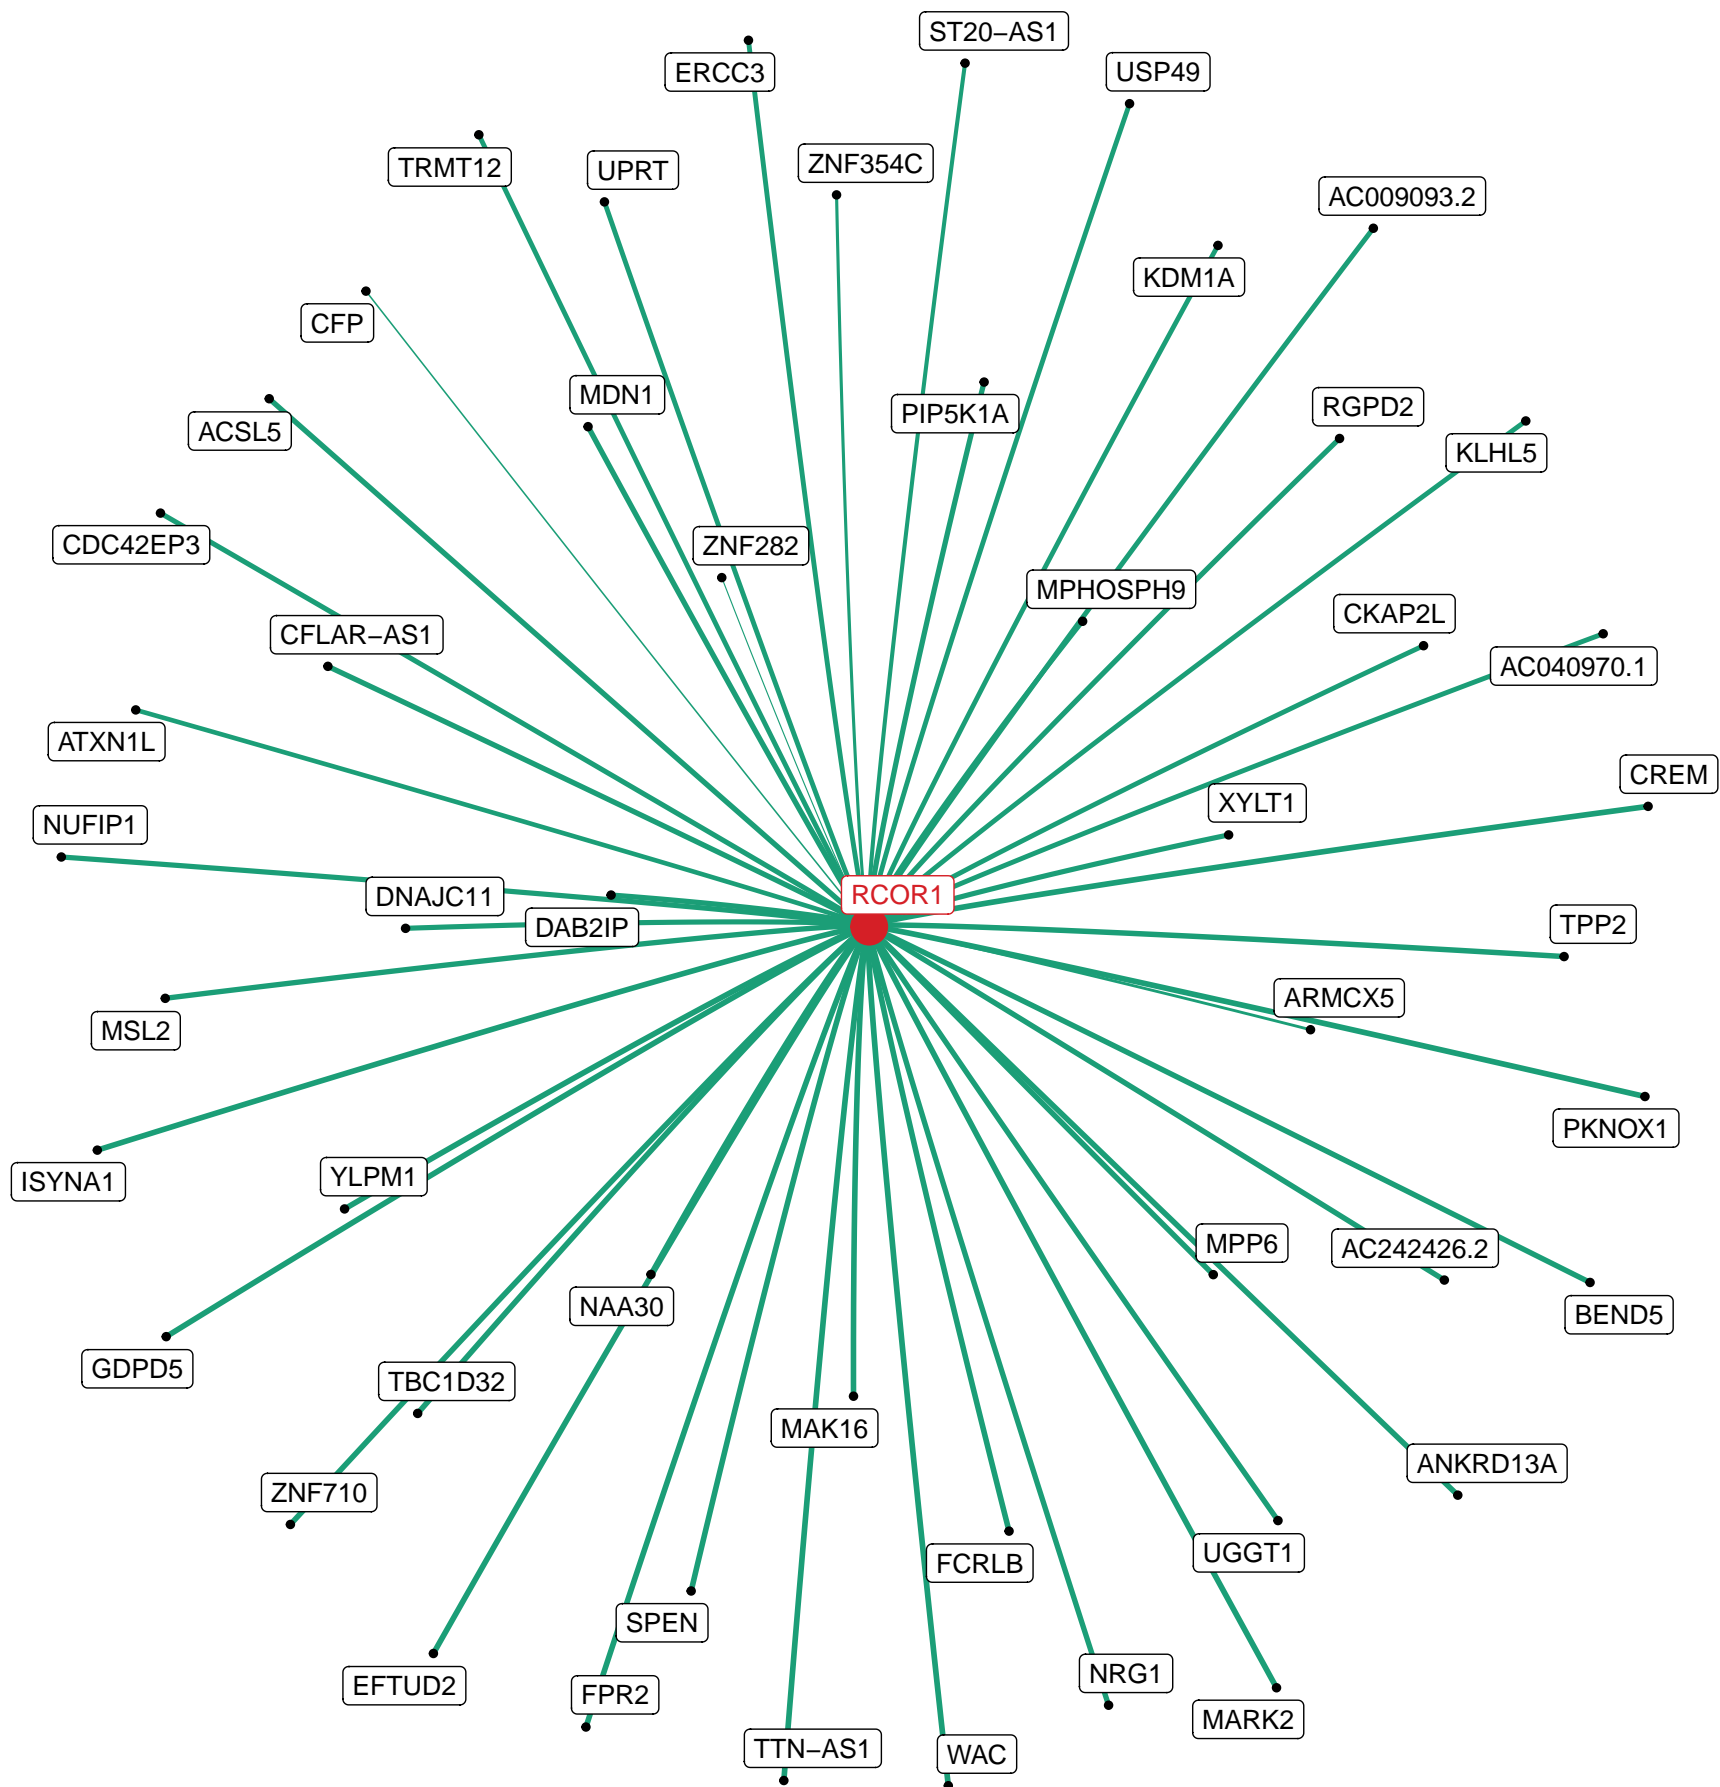 ST20−AS1
ERCC3
USP49
TRMT12
UPRT
ZNF354C
AC009093.2
KDM1A
CFP
MDN1
PIP5K1A
RGPD2
ACSL5
KLHL5
CDC42EP3
ZNF282
MPHOSPH9
CKAP2L
CFLAR−AS1
AC040970.1
ATXN1L
CREM
XYLT1
NUFIP1
DNAJC11
RCOR1
DAB2IP
TPP2
ARMCX5
MSL2
PKNOX1
YLPM1
ISYNA1
MPP6
AC242426.2
NAA30
BEND5
GDPD5
TBC1D32
MAK16
ANKRD13A
ZNF710
UGGT1
FCRLB
SPEN
NRG1
EFTUD2
FPR2
MARK2
TTN−AS1
WAC